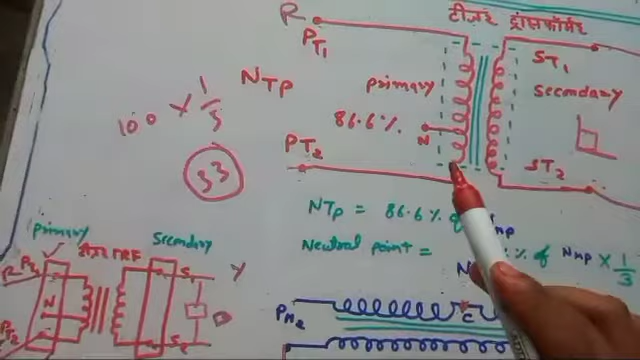 टीज़र ट्रांसफॉर्मर
R
PT1
ST1
NTp
primary
secondary
100 × 1/3
86.6%
N
33
PT2
ST2
NTp = 86.6% of
primary
Secondary
Neutral point =
% of Nmp × 1/3
Y
R
N
PM2
C